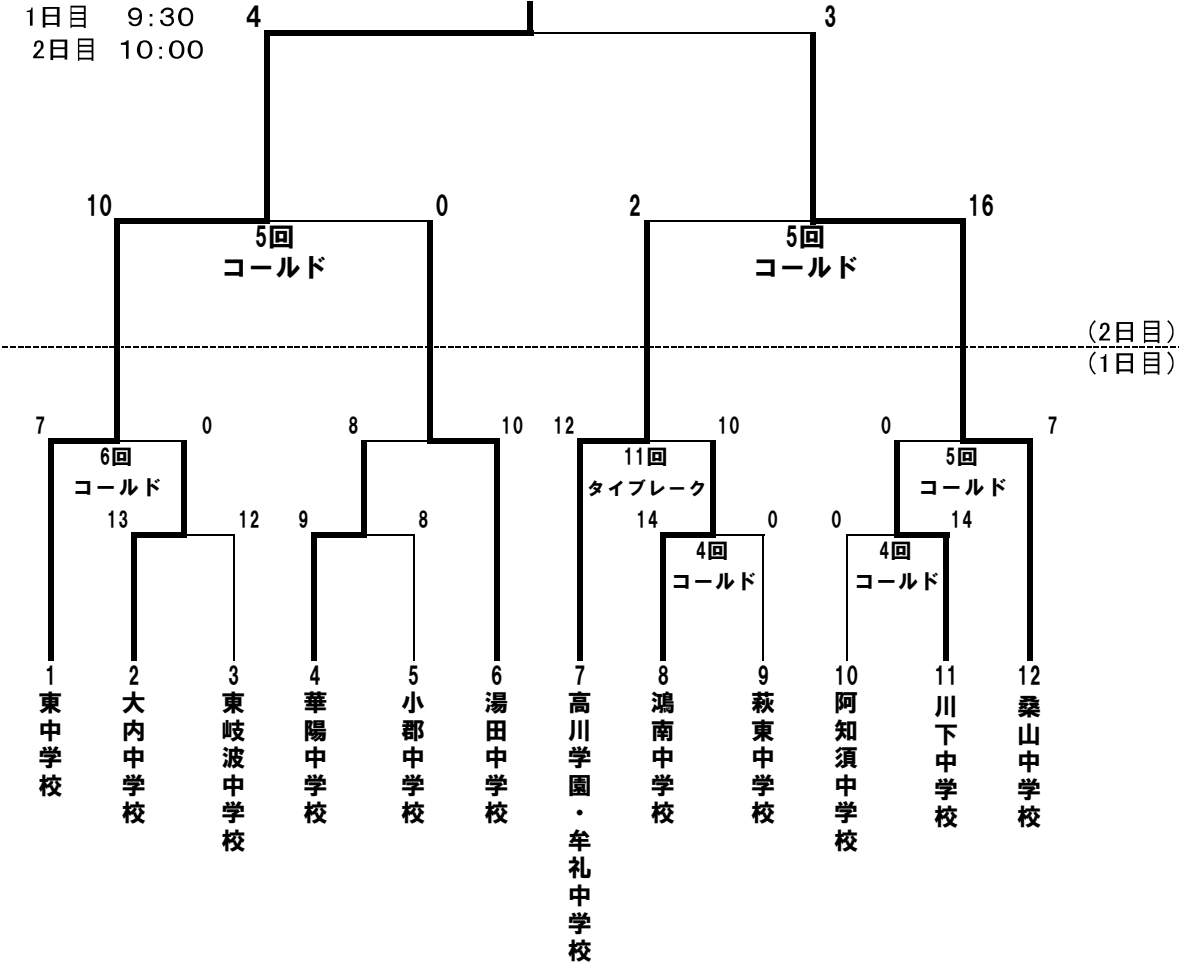 1日目 9:30
2日目 10:00
4
3
10
0
2
16
5回
コールド
5回
コールド
(2日目)
(1日目)
7
0
8
10
12
10
0
7
6回
コールド
11回
タイブレーク
5回
コールド
13
12
9
8
14
0
0
14
4回
コールド
4回
コールド
1
2
3
4
5
6
7
8
9
10
11
12
東中学校
大内中学校
東岐波中学校
華陽中学校
小郡中学校
湯田中学校
高川学園・牟礼中学校
鴻南中学校
萩東中学校
阿知須中学校
川下中学校
桑山中学校